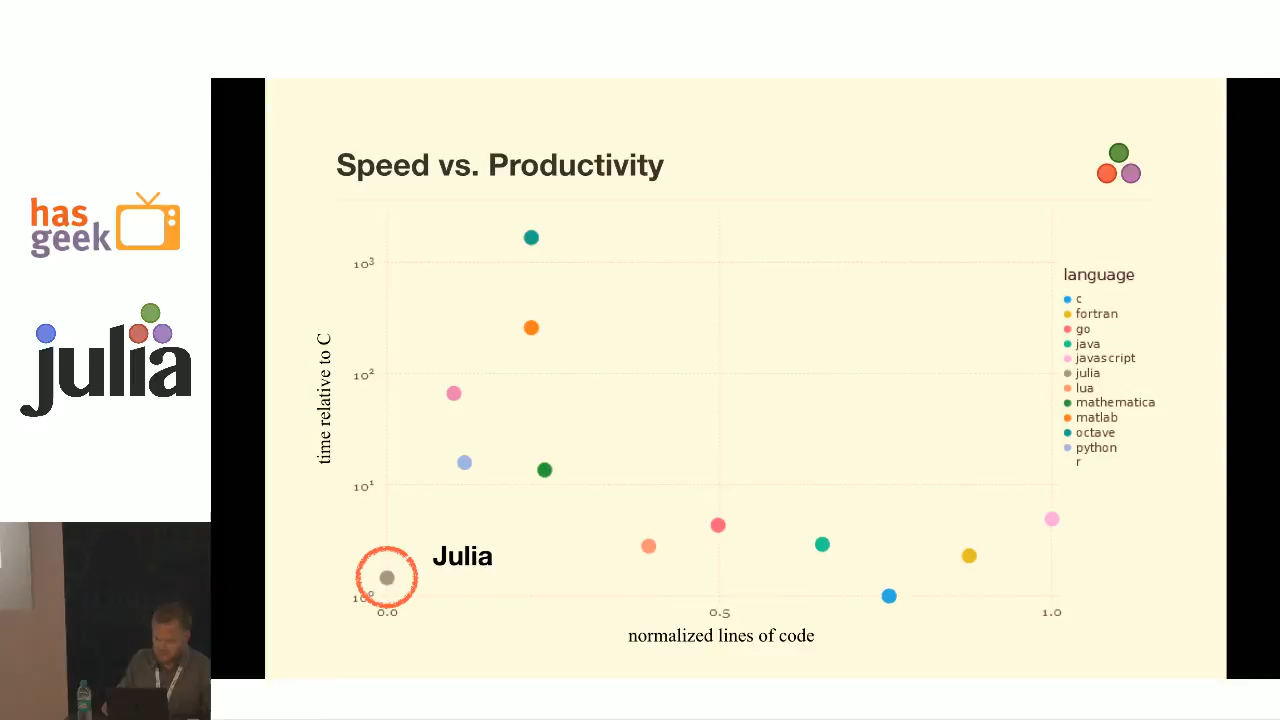 has
geek
julia
Speed vs. Productivity
10³
10²
10¹
10⁰
time relative to C
0.0
0.5
1.0
normalized lines of code
Julia
language
c
fortran
go
java
javascript
julia
lua
mathematica
matlab
octave
python
r